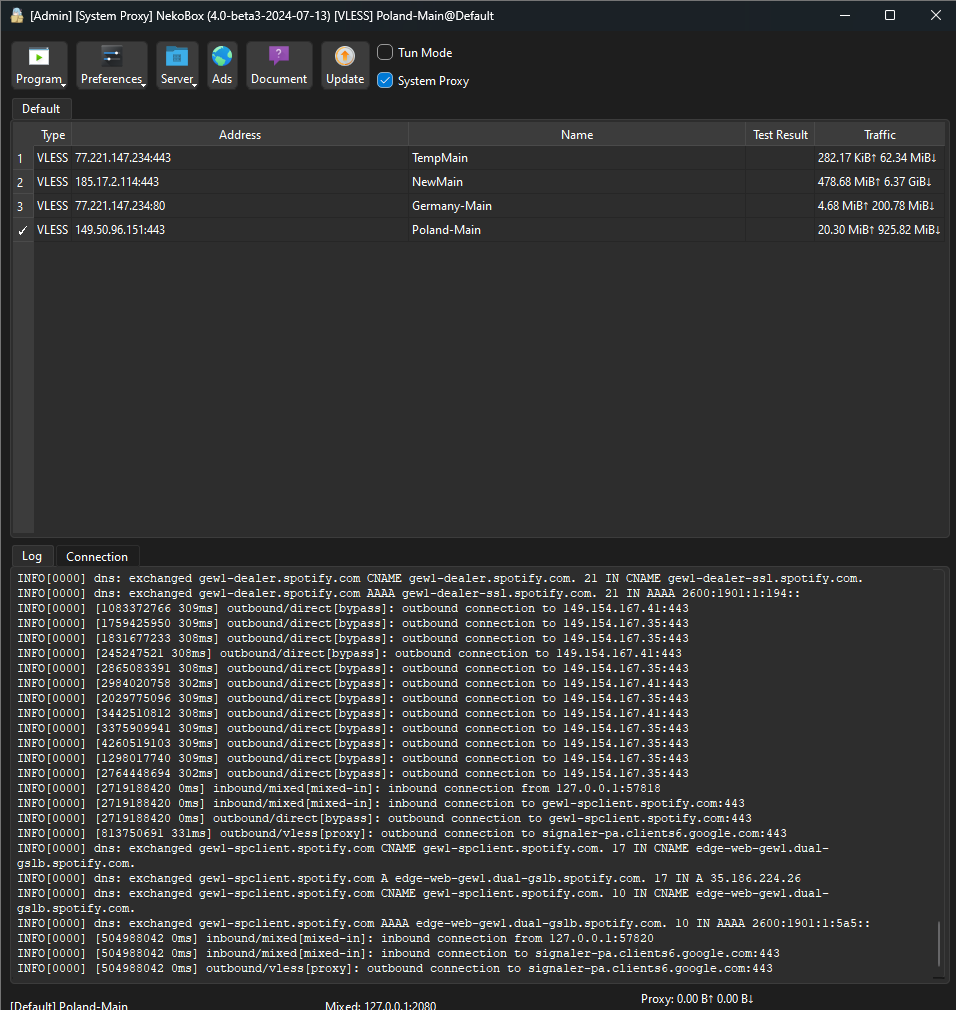 [Admin] [System Proxy] NekoBox (4.0-beta3-2024-07-13) [VLESS] Poland-Main@Default
Program Preferences Server Ads Document Update
Tun Mode
System Proxy
Default
Type Address Name Test Result Traffic
1 VLESS 77.221.147.234:443 TempMain 282.17 KiB↑ 62.34 MiB↓
2 VLESS 185.17.2.114:443 NewMain 478.68 MiB↑ 6.37 GiB↓
3 VLESS 77.221.147.234:80 Germany-Main 4.68 MiB↑ 200.78 MiB↓
✓ VLESS 149.50.96.151:443 Poland-Main 20.30 MiB↑ 925.82 MiB↓
Log Connection
INFO[0000] dns: exchanged gew1-dealer.spotify.com CNAME gew1-dealer.spotify.com. 21 IN CNAME gew1-dealer-ssl.spotify.com.
INFO[0000] dns: exchanged gew1-dealer.spotify.com AAAA gew1-dealer-ssl.spotify.com. 21 IN AAAA 2600:1901:1:194::
INFO[0000] [1083372766 309ms] outbound/direct[bypass]: outbound connection to 149.154.167.41:443
INFO[0000] [1759425950 309ms] outbound/direct[bypass]: outbound connection to 149.154.167.35:443
INFO[0000] [1831677233 308ms] outbound/direct[bypass]: outbound connection to 149.154.167.35:443
INFO[0000] [245247521 308ms] outbound/direct[bypass]: outbound connection to 149.154.167.41:443
INFO[0000] [2865083391 308ms] outbound/direct[bypass]: outbound connection to 149.154.167.35:443
INFO[0000] [2984020758 302ms] outbound/direct[bypass]: outbound connection to 149.154.167.41:443
INFO[0000] [2029775096 309ms] outbound/direct[bypass]: outbound connection to 149.154.167.35:443
INFO[0000] [3442510812 308ms] outbound/direct[bypass]: outbound connection to 149.154.167.41:443
INFO[0000] [3375909941 309ms] outbound/direct[bypass]: outbound connection to 149.154.167.35:443
INFO[0000] [4260519103 309ms] outbound/direct[bypass]: outbound connection to 149.154.167.35:443
INFO[0000] [1298017740 309ms] outbound/direct[bypass]: outbound connection to 149.154.167.35:443
INFO[0000] [2764448694 302ms] outbound/direct[bypass]: outbound connection to 149.154.167.35:443
INFO[0000] [2719188420 0ms] inbound/mixed[mixed-in]: inbound connection from 127.0.0.1:57818
INFO[0000] [2719188420 0ms] inbound/mixed[mixed-in]: inbound connection to gew1-spclient.spotify.com:443
INFO[0000] [2719188420 0ms] outbound/direct[bypass]: outbound connection to gew1-spclient.spotify.com:443
INFO[0000] [813750691 331ms] outbound/vless[proxy]: outbound connection to signaler-pa.clients6.google.com:443
INFO[0000] dns: exchanged gew1-spclient.spotify.com CNAME gew1-spclient.spotify.com. 17 IN CNAME edge-web-gew1.dual-
gslb.spotify.com.
INFO[0000] dns: exchanged gew1-spclient.spotify.com A edge-web-gew1.dual-gslb.spotify.com. 17 IN A 35.186.224.26
INFO[0000] dns: exchanged gew1-spclient.spotify.com CNAME gew1-spclient.spotify.com. 10 IN CNAME edge-web-gew1.dual-
gslb.spotify.com.
INFO[0000] dns: exchanged gew1-spclient.spotify.com AAAA edge-web-gew1.dual-gslb.spotify.com. 10 IN AAAA 2600:1901:1:5a5::
INFO[0000] [504988042 0ms] inbound/mixed[mixed-in]: inbound connection from 127.0.0.1:57820
INFO[0000] [504988042 0ms] inbound/mixed[mixed-in]: inbound connection to signaler-pa.clients6.google.com:443
INFO[0000] [504988042 0ms] outbound/vless[proxy]: outbound connection to signaler-pa.clients6.google.com:443
[Default] Poland-Main Mixed: 127.0.0.1:2080 Proxy: 0.00 B↑ 0.00 B↓